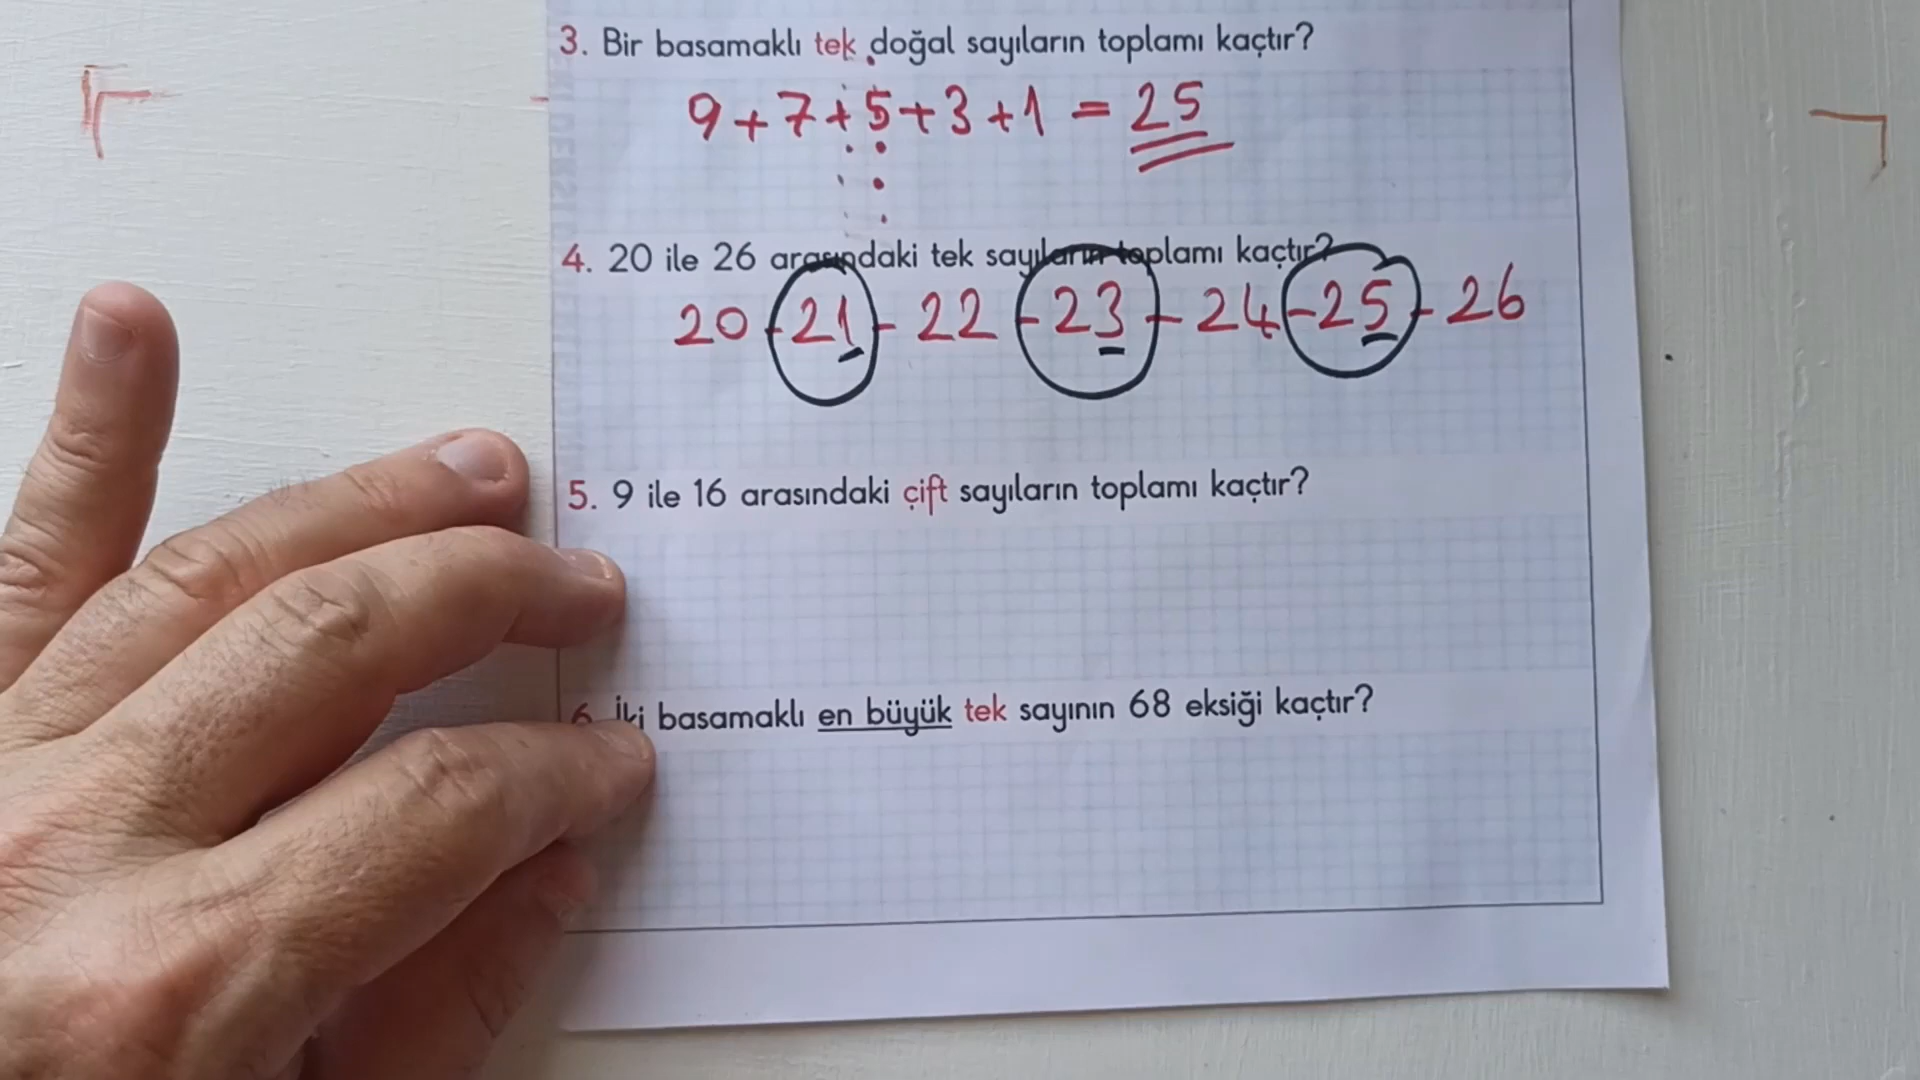 3. Bir basamaklı tek doğal sayıların toplamı kaçtır?
9+7+5+3+1 = 25
4. 20 ile 26 arasındaki tek sayıların toplamı kaçtır?
20-21-22-23-24-25-26
5. 9 ile 16 arasındaki çift sayıların toplamı kaçtır?
6. İki basamaklı en büyük tek sayının 68 eksiği kaçtır?